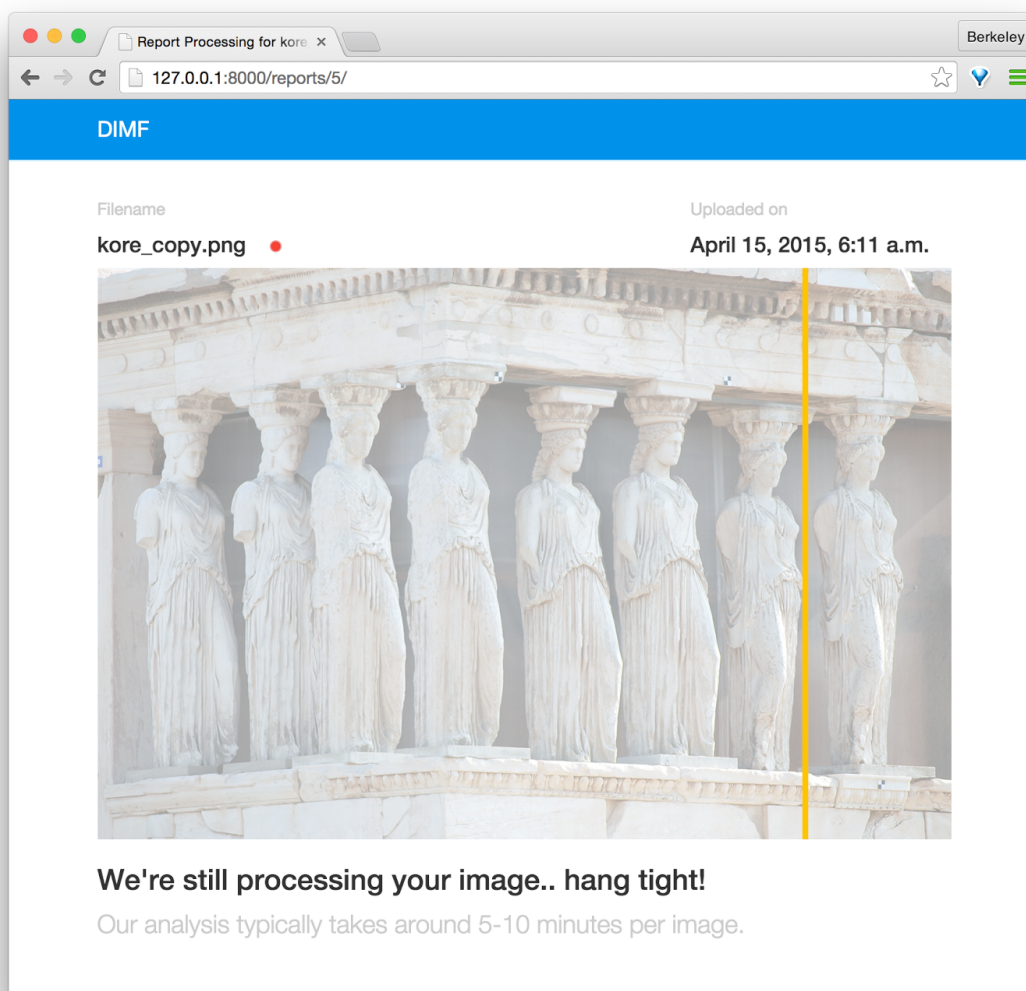 Report Processing for kore
Berkeley
127.0.0.1:8000/reports/5/
DIMF
Filename
Uploaded on
kore_copy.png
April 15, 2015, 6:11 a.m.
We're still processing your image.. hang tight!
Our analysis typically takes around 5-10 minutes per image.